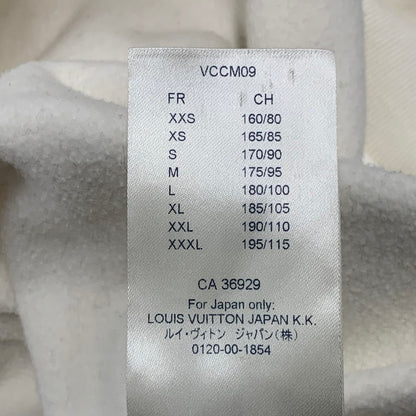 VCCM09
FR CH
XXS 160/80
XS 165/85
S 170/90
M 175/95
L 180/100
XL 185/105
XXL 190/110
XXXL 195/115
CA 36929
For Japan only:
LOUIS VUITTON JAPAN K.K.
ルイ・ヴィトン ジャパン(株)
0120-00-1854